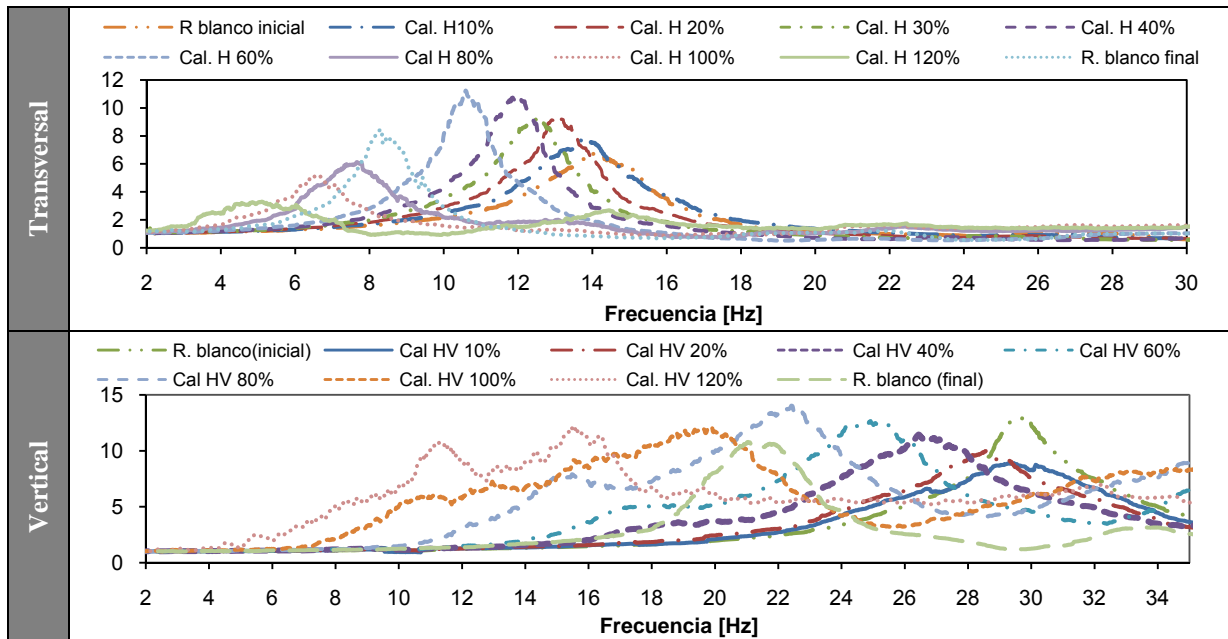 Transversal
R blanco inicial Cal. H10% Cal. H 20% Cal. H 30% Cal. H 40%
Cal. H 60% Cal H 80% Cal. H 100% Cal. H 120% R. blanco final
12
10
8
6
4
2
0
2 4 6 8 10 12 14 16 18 20 22 24 26 28 30
Frecuencia [Hz]
Vertical
R. blanco(inicial) Cal HV 10% Cal HV 20% Cal HV 40% Cal HV 60%
Cal HV 80% Cal. HV 100% Cal. HV 120% R. blanco (final)
15
10
5
0
2 4 6 8 10 12 14 16 18 20 22 24 26 28 30 32 34
Frecuencia [Hz]